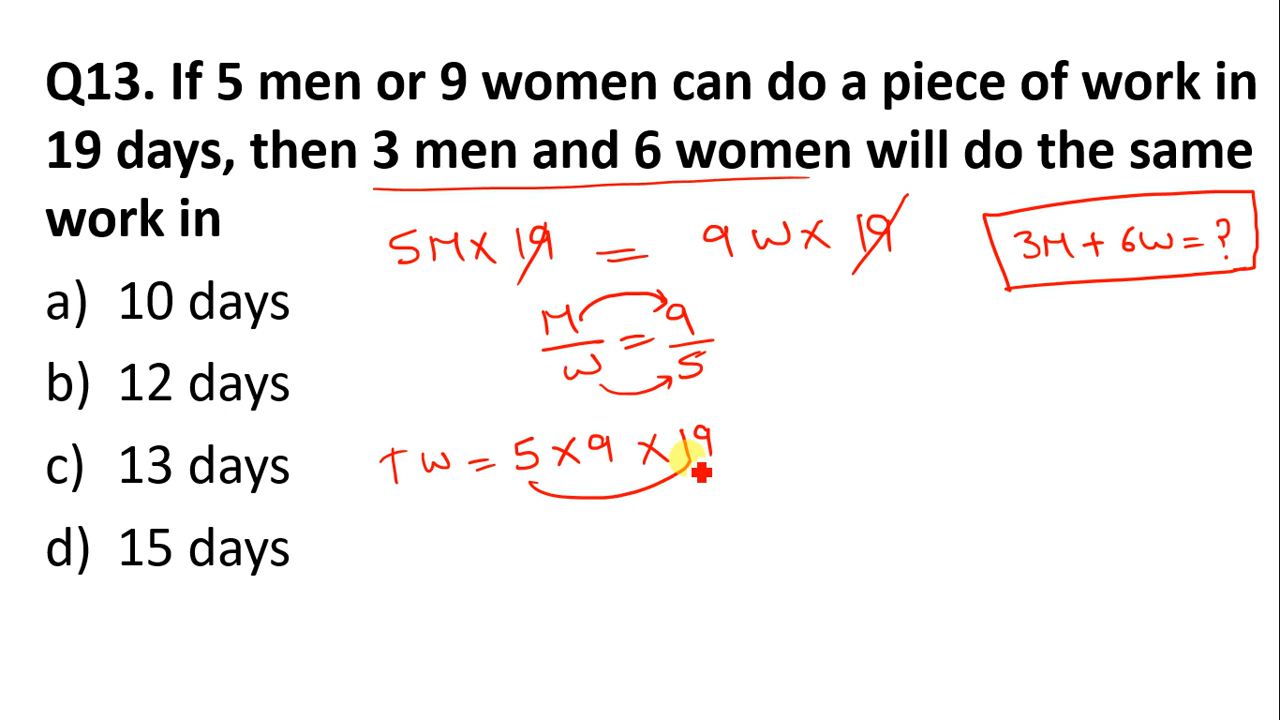 Q13. If 5 men or 9 women can do a piece of work in
19 days, then 3 men and 6 women will do the same
work in
5M × 19 = 9W × 19
3M + 6W = ?
a) 10 days
M/W = 9/5
b) 12 days
TW = 5 × 9 × 19
c) 13 days
d) 15 days